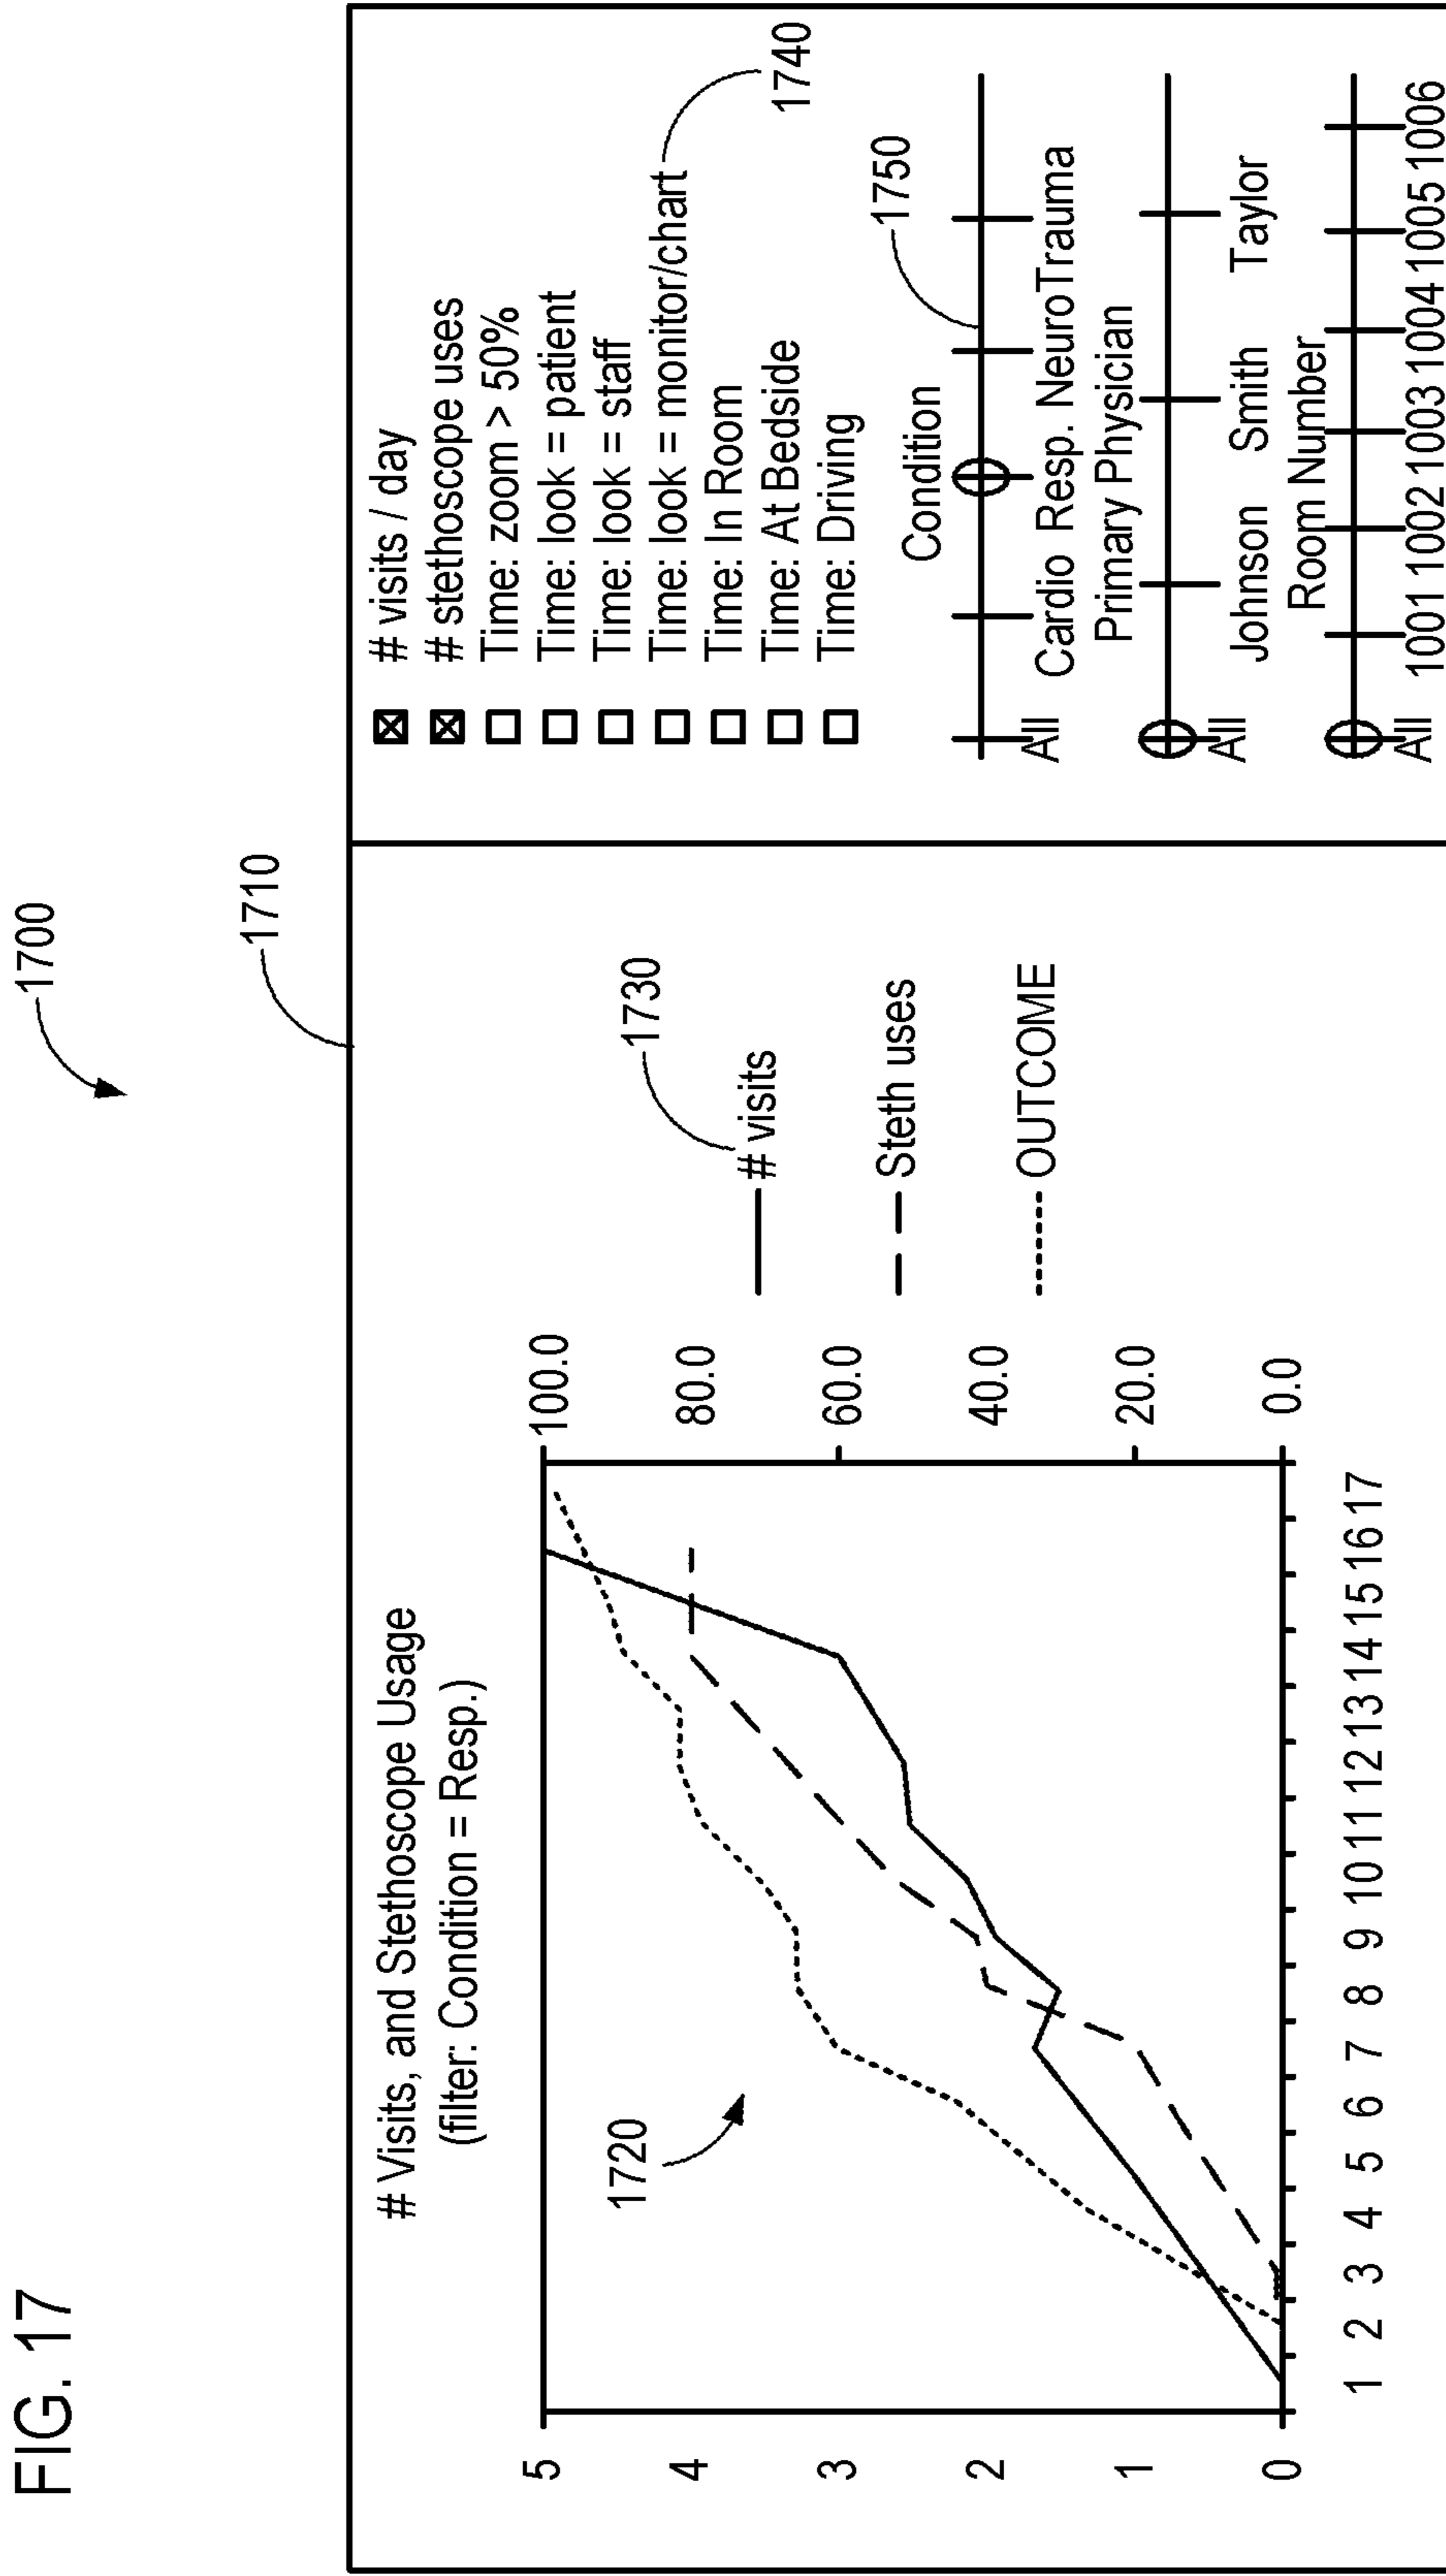 FIG. 17
1700
1710
# Visits, and Stethoscope Usage
(filter: Condition = Resp.)
1720
5
4
3
2
1
0
100.0
80.0
60.0
40.0
20.0
0.0
1 2 3 4 5 6 7 8 9 10 11 12 13 14 15 16 17
1730
# visits
Steth uses
OUTCOME
# visits / day
# stethoscope uses
Time: zoom > 50%
Time: look = patient
Time: look = staff
Time: look = monitor/chart
Time: In Room
Time: At Bedside
Time: Driving
1740
1750
Condition
All Cardio Resp. Neuro Trauma
Primary Physician
All Johnson Smith Taylor
Room Number
All 1001 1002 1003 1004 1005 1006